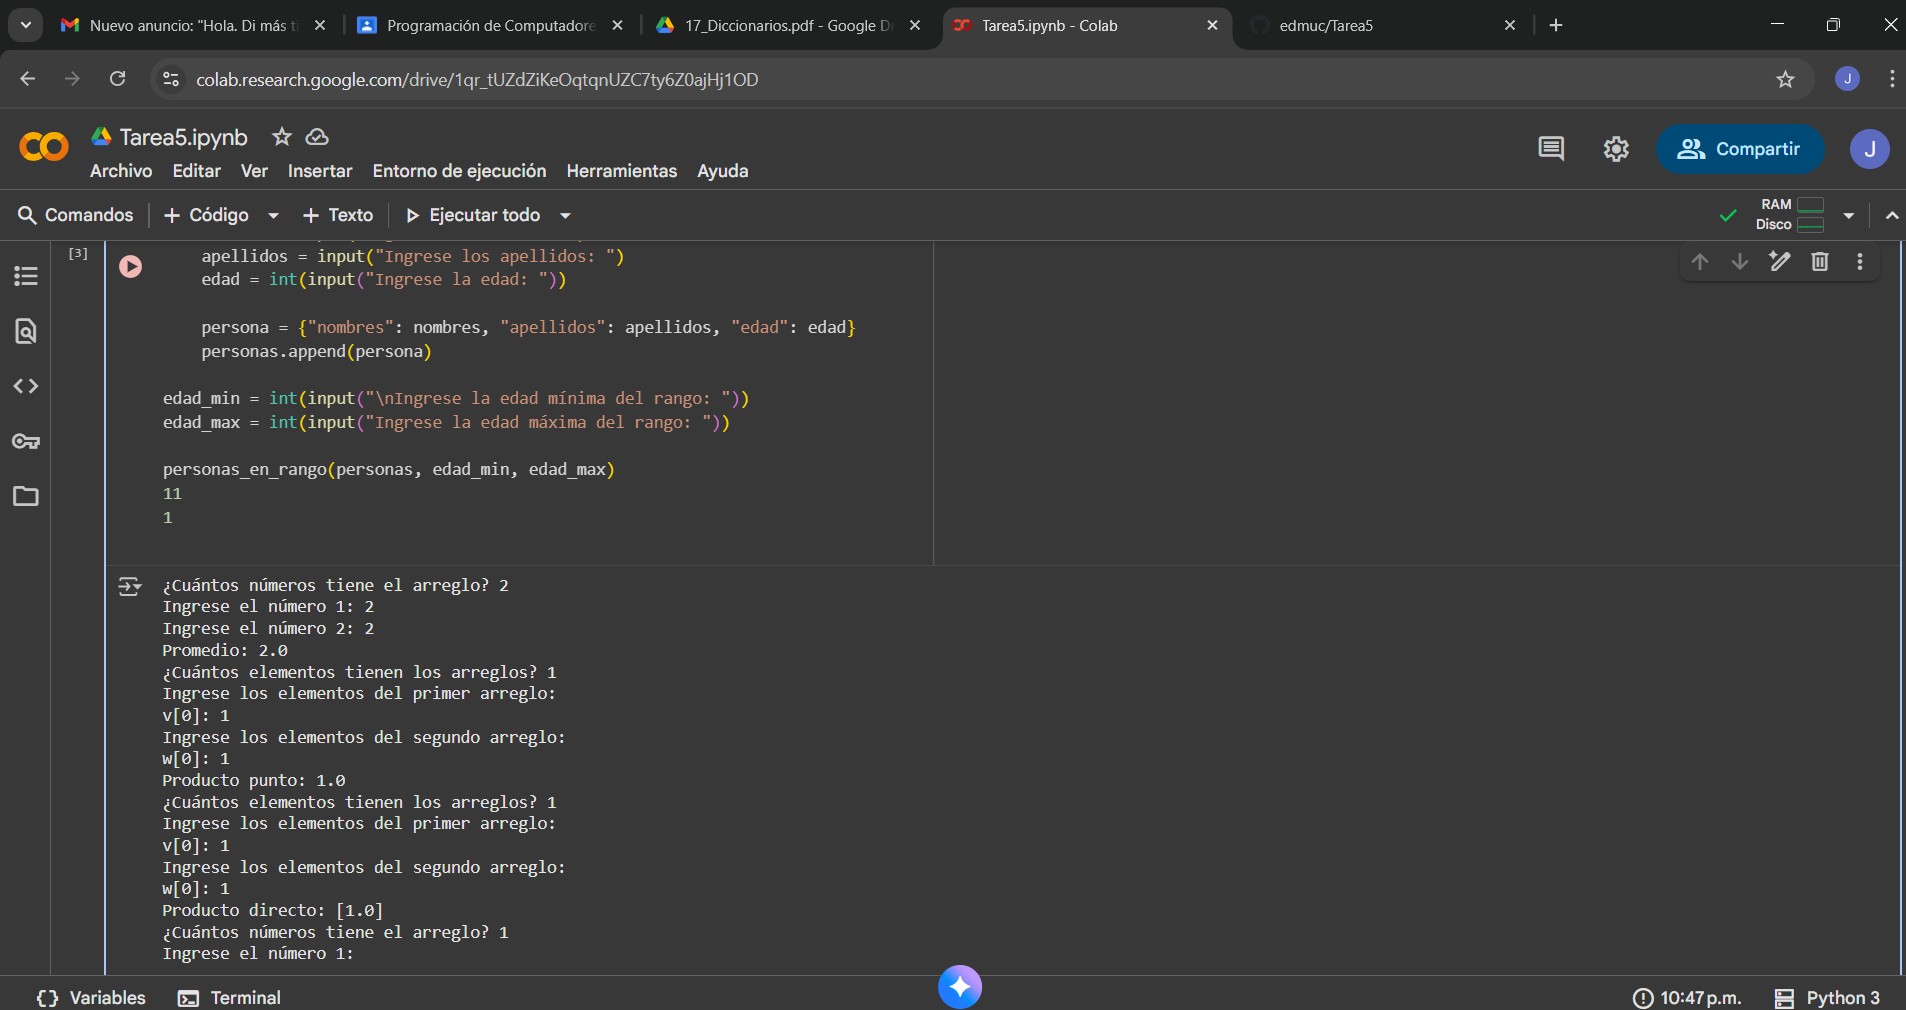 Nuevo anuncio: "Hola. Di más t
Programación de Computadore
17_Diccionarios.pdf - Google D
Tarea5.ipynb - Colab
edmuc/Tarea5
colab.research.google.com/drive/1qr_tUZdZiKeOqtqnUZC7ty6Z0ajHj1OD
J
Tarea5.ipynb
Archivo Editar Ver Insertar Entorno de ejecución Herramientas Ayuda
Compartir
J
Comandos + Código + Texto Ejecutar todo
RAM
Disco
[3]
apellidos = input("Ingrese los apellidos: ")
edad = int(input("Ingrese la edad: "))
persona = {"nombres": nombres, "apellidos": apellidos, "edad": edad}
personas.append(persona)
edad_min = int(input("\nIngrese la edad mínima del rango: "))
edad_max = int(input("Ingrese la edad máxima del rango: "))
personas_en_rango(personas, edad_min, edad_max)
11
1
¿Cuántos números tiene el arreglo? 2
Ingrese el número 1: 2
Ingrese el número 2: 2
Promedio: 2.0
¿Cuántos elementos tienen los arreglos? 1
Ingrese los elementos del primer arreglo:
v[0]: 1
Ingrese los elementos del segundo arreglo:
w[0]: 1
Producto punto: 1.0
¿Cuántos elementos tienen los arreglos? 1
Ingrese los elementos del primer arreglo:
v[0]: 1
Ingrese los elementos del segundo arreglo:
w[0]: 1
Producto directo: [1.0]
¿Cuántos números tiene el arreglo? 1
Ingrese el número 1:
{} Variables Terminal
10:47 p.m. Python 3